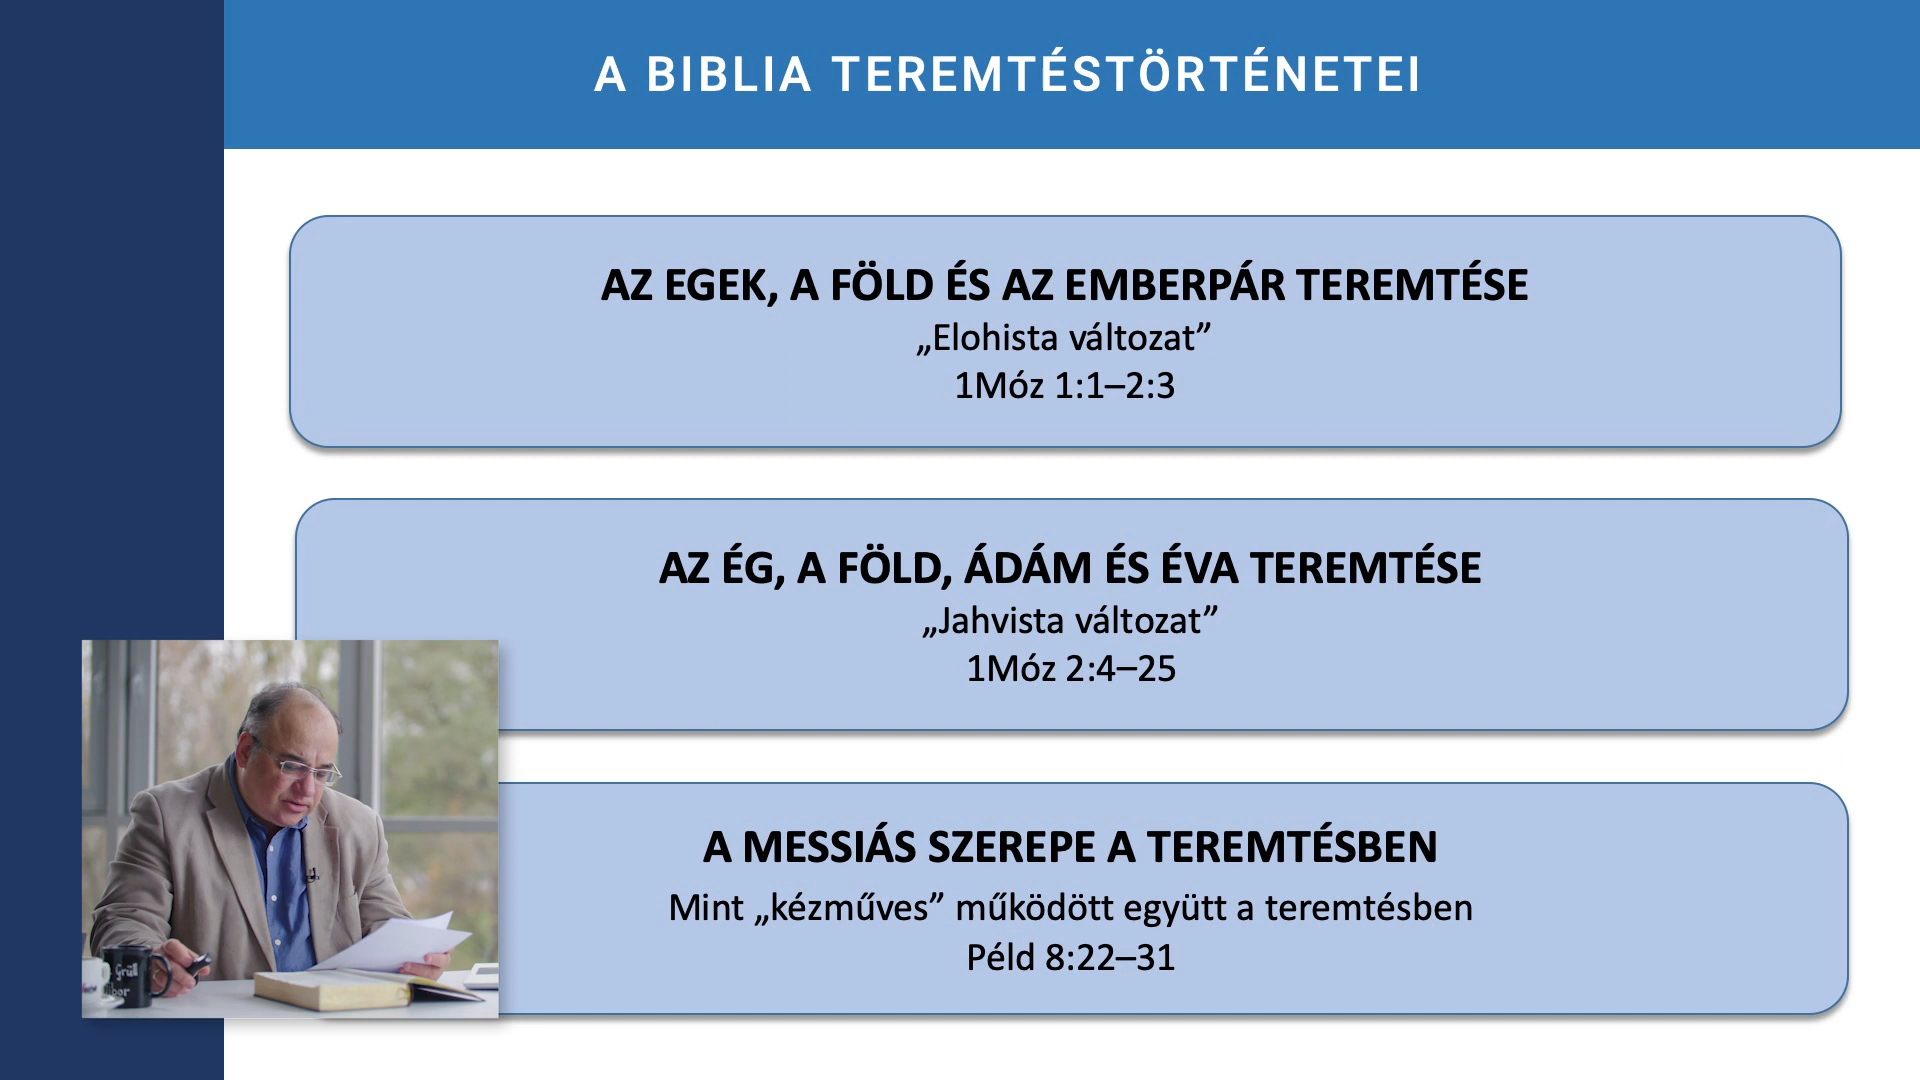 A BIBLIA TEREMTÉSTÖRTÉNETEI
AZ EGEK, A FÖLD ÉS AZ EMBERPÁR TEREMTÉSE
„Elohista változat”
1Móz 1:1–2:3
AZ ÉG, A FÖLD, ÁDÁM ÉS ÉVA TEREMTÉSE
„Jahvista változat”
1Móz 2:4–25
A MESSIÁS SZEREPE A TEREMTÉSBEN
Mint „kézműves” működött együtt a teremtésben
Péld 8:22–31
Grüll